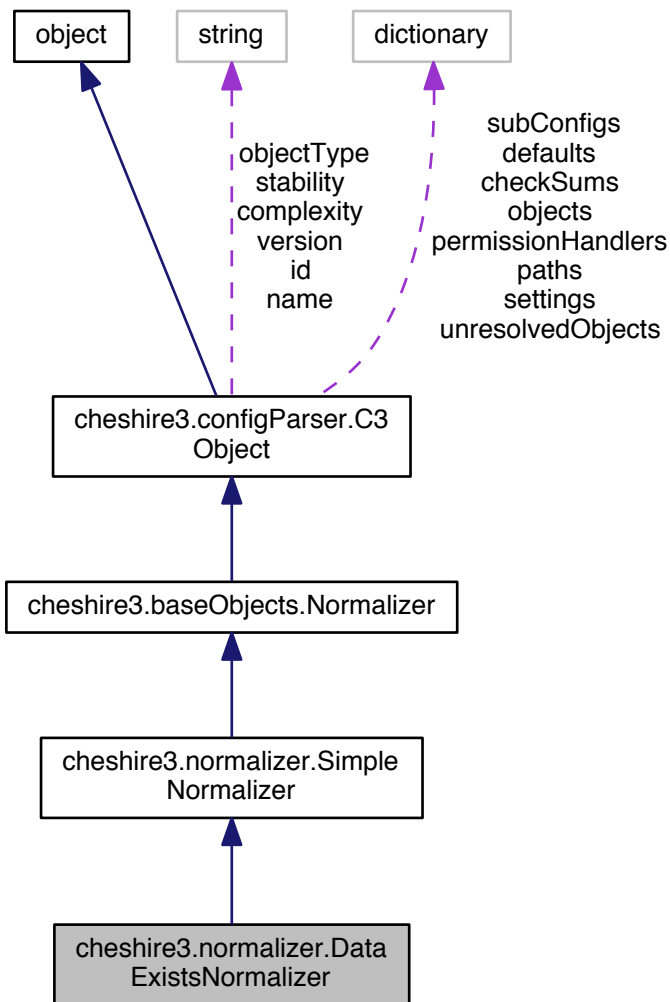 object
string
dictionary
objectType
stability
complexity
version
id
name
subConfigs
defaults
checkSums
objects
permissionHandlers
paths
settings
unresolvedObjects
cheshire3.configParser.C3
Object
cheshire3.baseObjects.Normalizer
cheshire3.normalizer.Simple
Normalizer
cheshire3.normalizer.Data
ExistsNormalizer